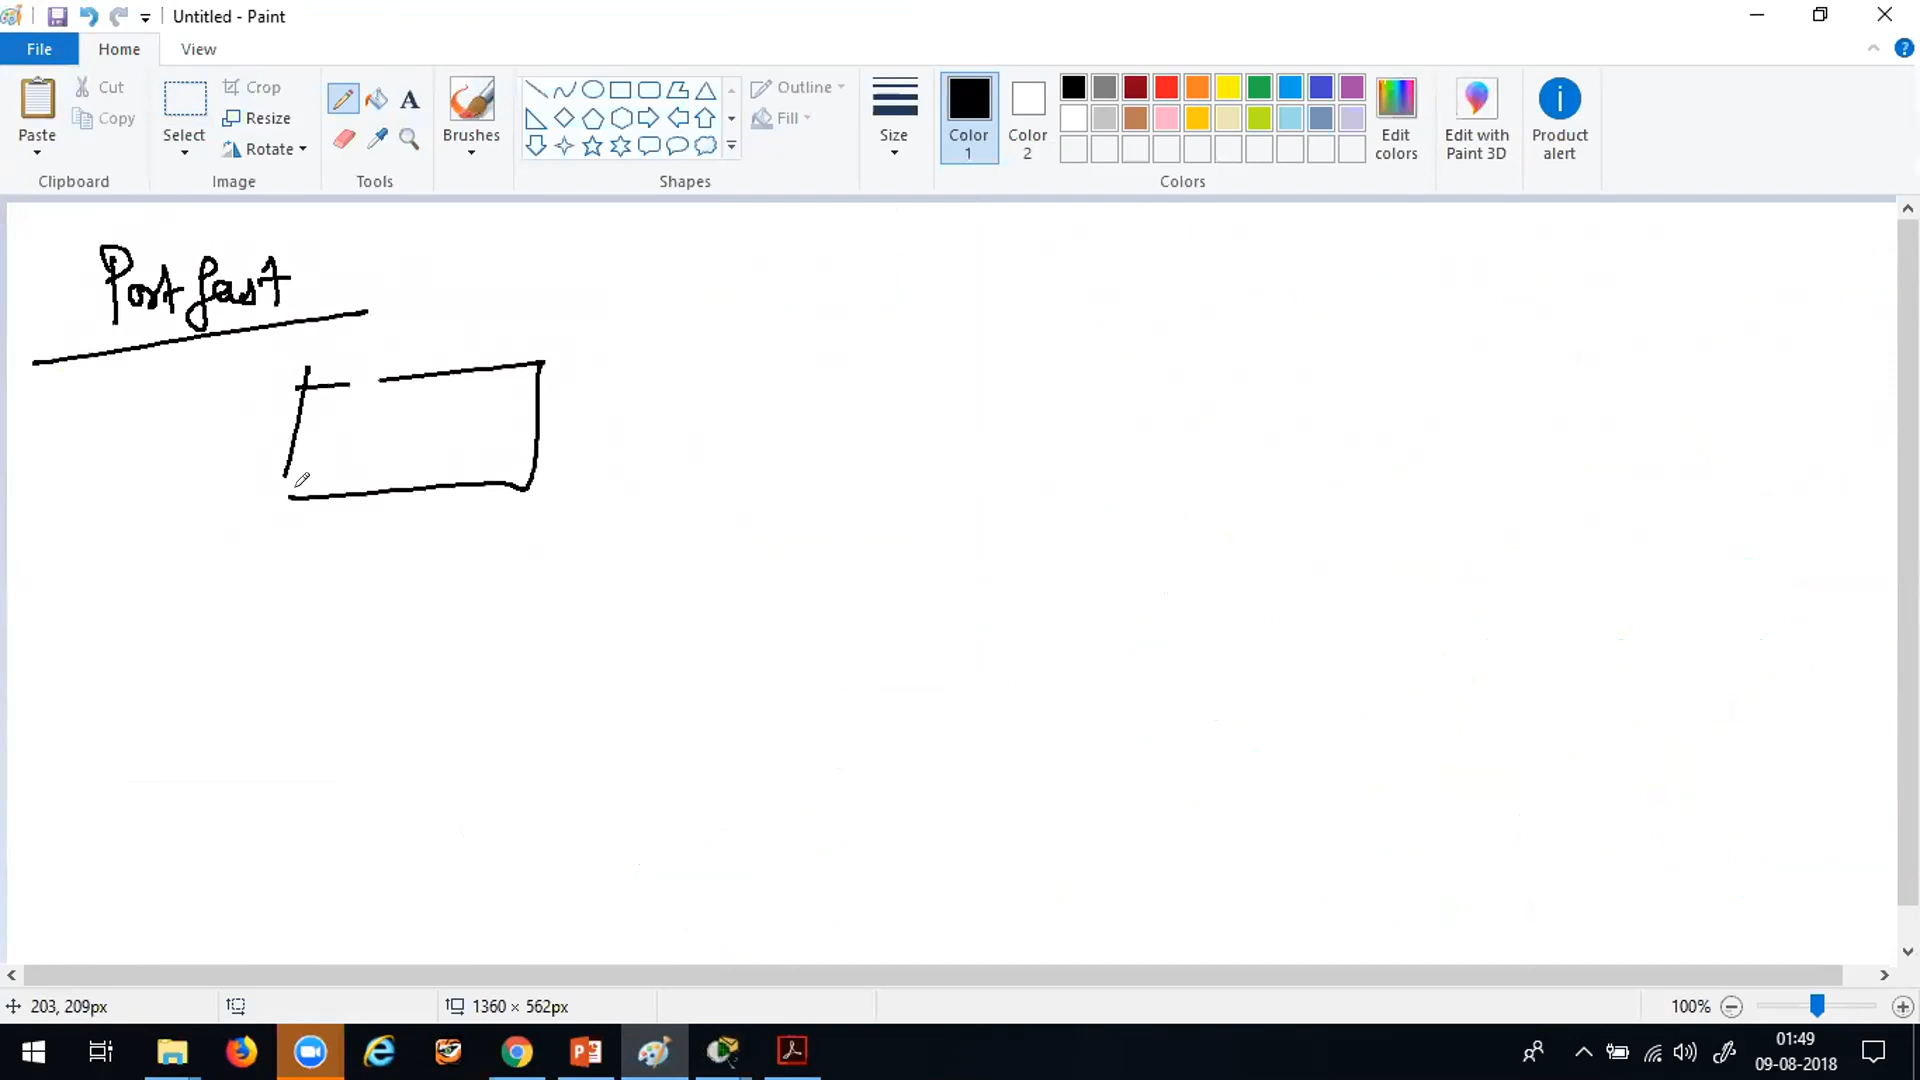 Untitled - Paint
File Home View
Paste
Cut
Copy
Clipboard
Select
Crop
Resize
Rotate
Image
Tools
Brushes
Shapes
Outline
Fill
Size
Color 1
Color 2
Colors
Edit colors
Edit with Paint 3D
Product alert
Portfast
203, 209px
1360 × 562px
100%
01:49
09-08-2018